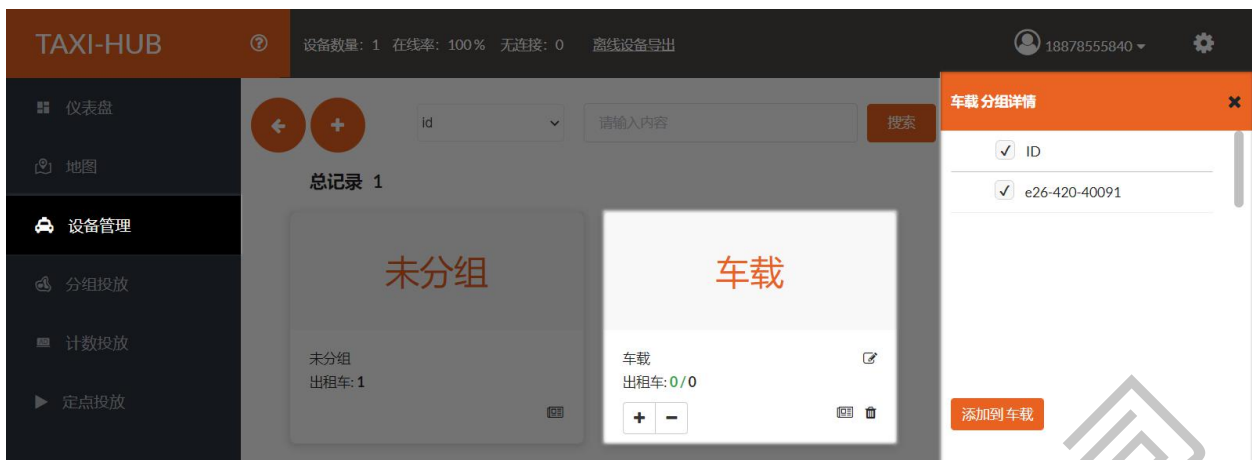 TAXI-HUB
设备数量: 1 在线率: 100% 无连接: 0 离线设备导出
18878555840
仪表盘
地图
设备管理
分组投放
计数投放
定点投放
id
请输入内容
搜索
总记录 1
未分组
未分组
出租车: 1
车载
车载
出租车: 0/0
车载 分组详情
ID
e26-420-40091
添加到 车载